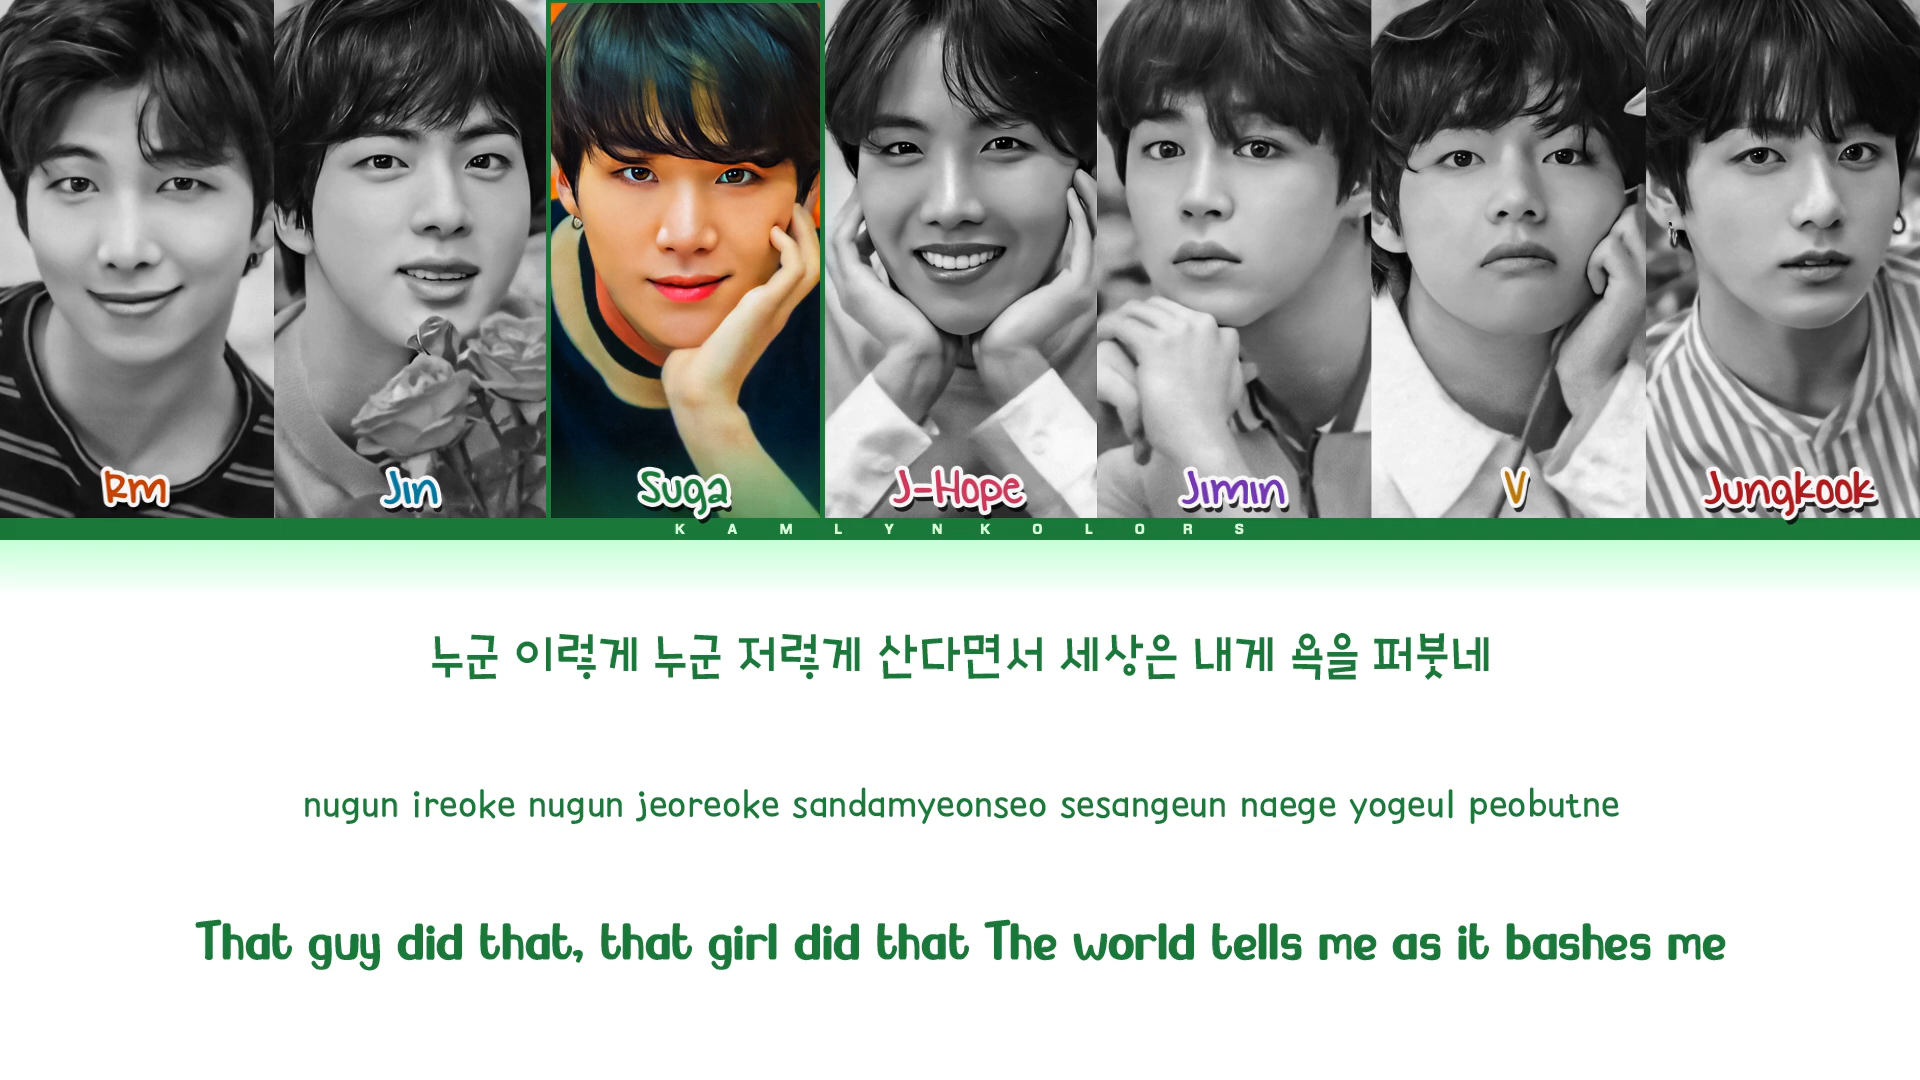 Rm
Jin
Suga
J-Hope
Jimin
V
Jungkook
KAMLYNKOLORS
누군 이렇게 누군 저렇게 산다면서 세상은 내게 욕을 퍼붓네
nugun ireoke nugun jeoreoke sandamyeonseo sesangeun naege yogeul peobutne
That guy did that, that girl did that The world tells me as it bashes me